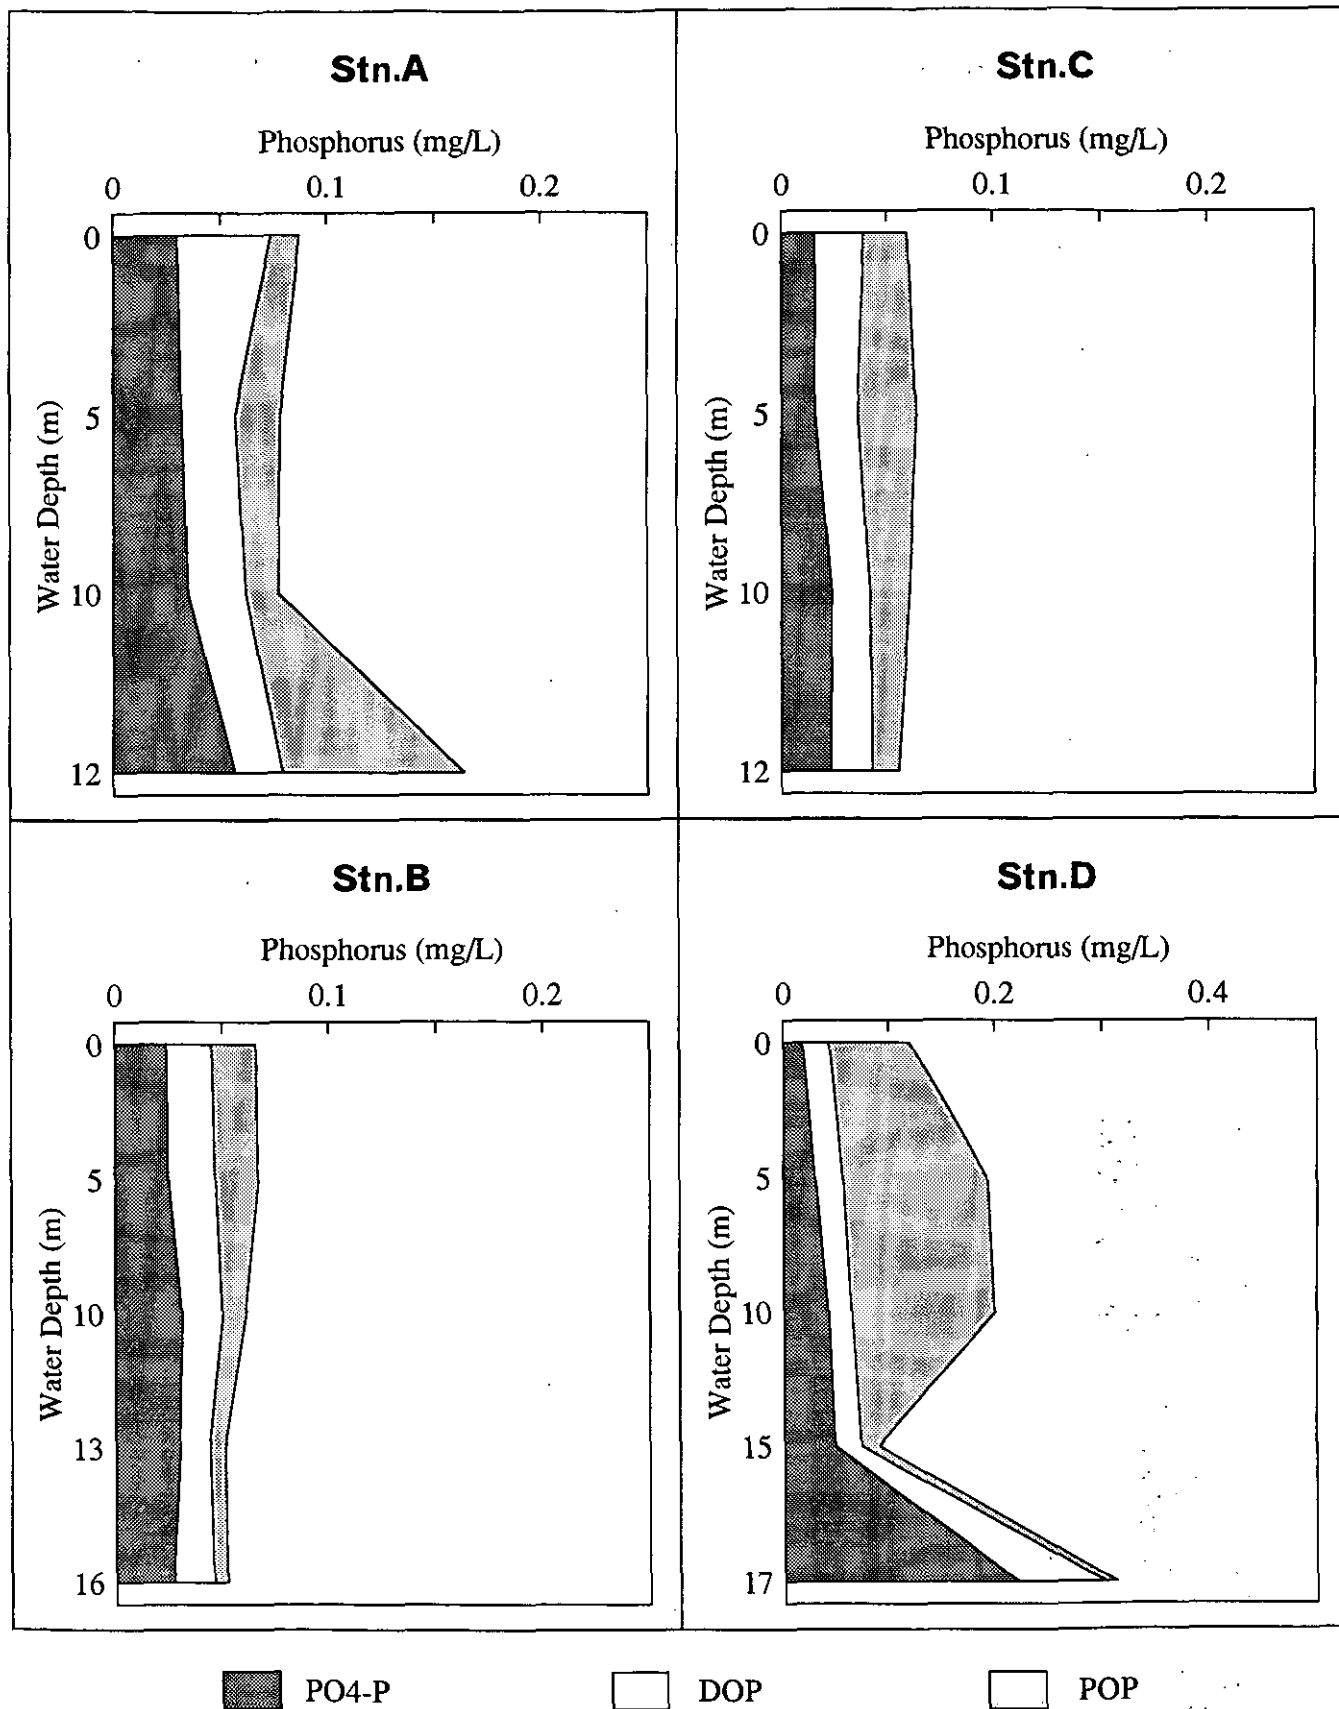 Stn.A
Phosphorus (mg/L)
0 0.1 0.2
Water Depth (m)
0
5
10
12
Stn.C
Phosphorus (mg/L)
0 0.1 0.2
Water Depth (m)
0
5
10
12
Stn.B
Phosphorus (mg/L)
0 0.1 0.2
Water Depth (m)
0
5
10
13
16
Stn.D
Phosphorus (mg/L)
0 0.2 0.4
Water Depth (m)
0
5
10
15
17
PO4-P DOP POP